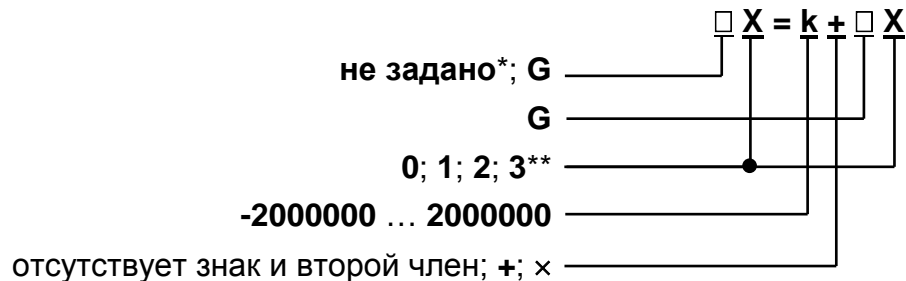 □ X = k + □ X
не задано*; G
G
0; 1; 2; 3**
-2000000 … 2000000
отсутствует знак и второй член; +; ×